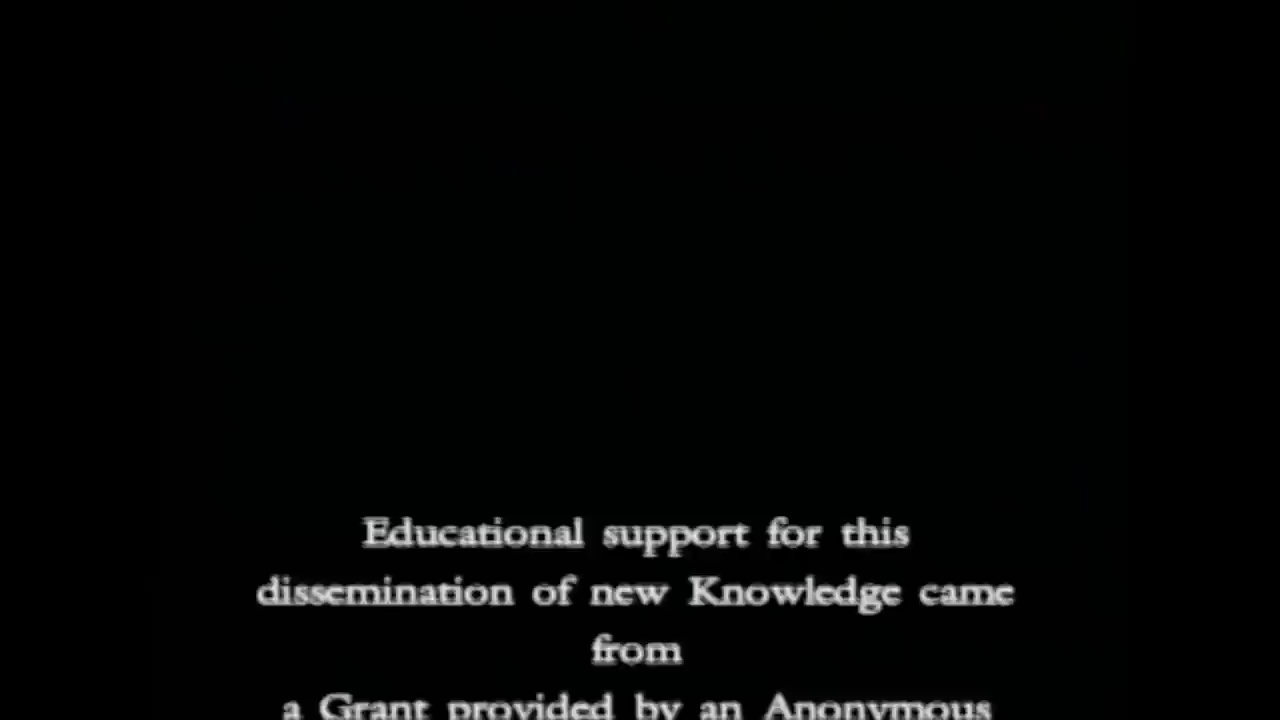 Educational support for this
dissemination of new Knowledge came
from
a Grant provided by an Anonymous